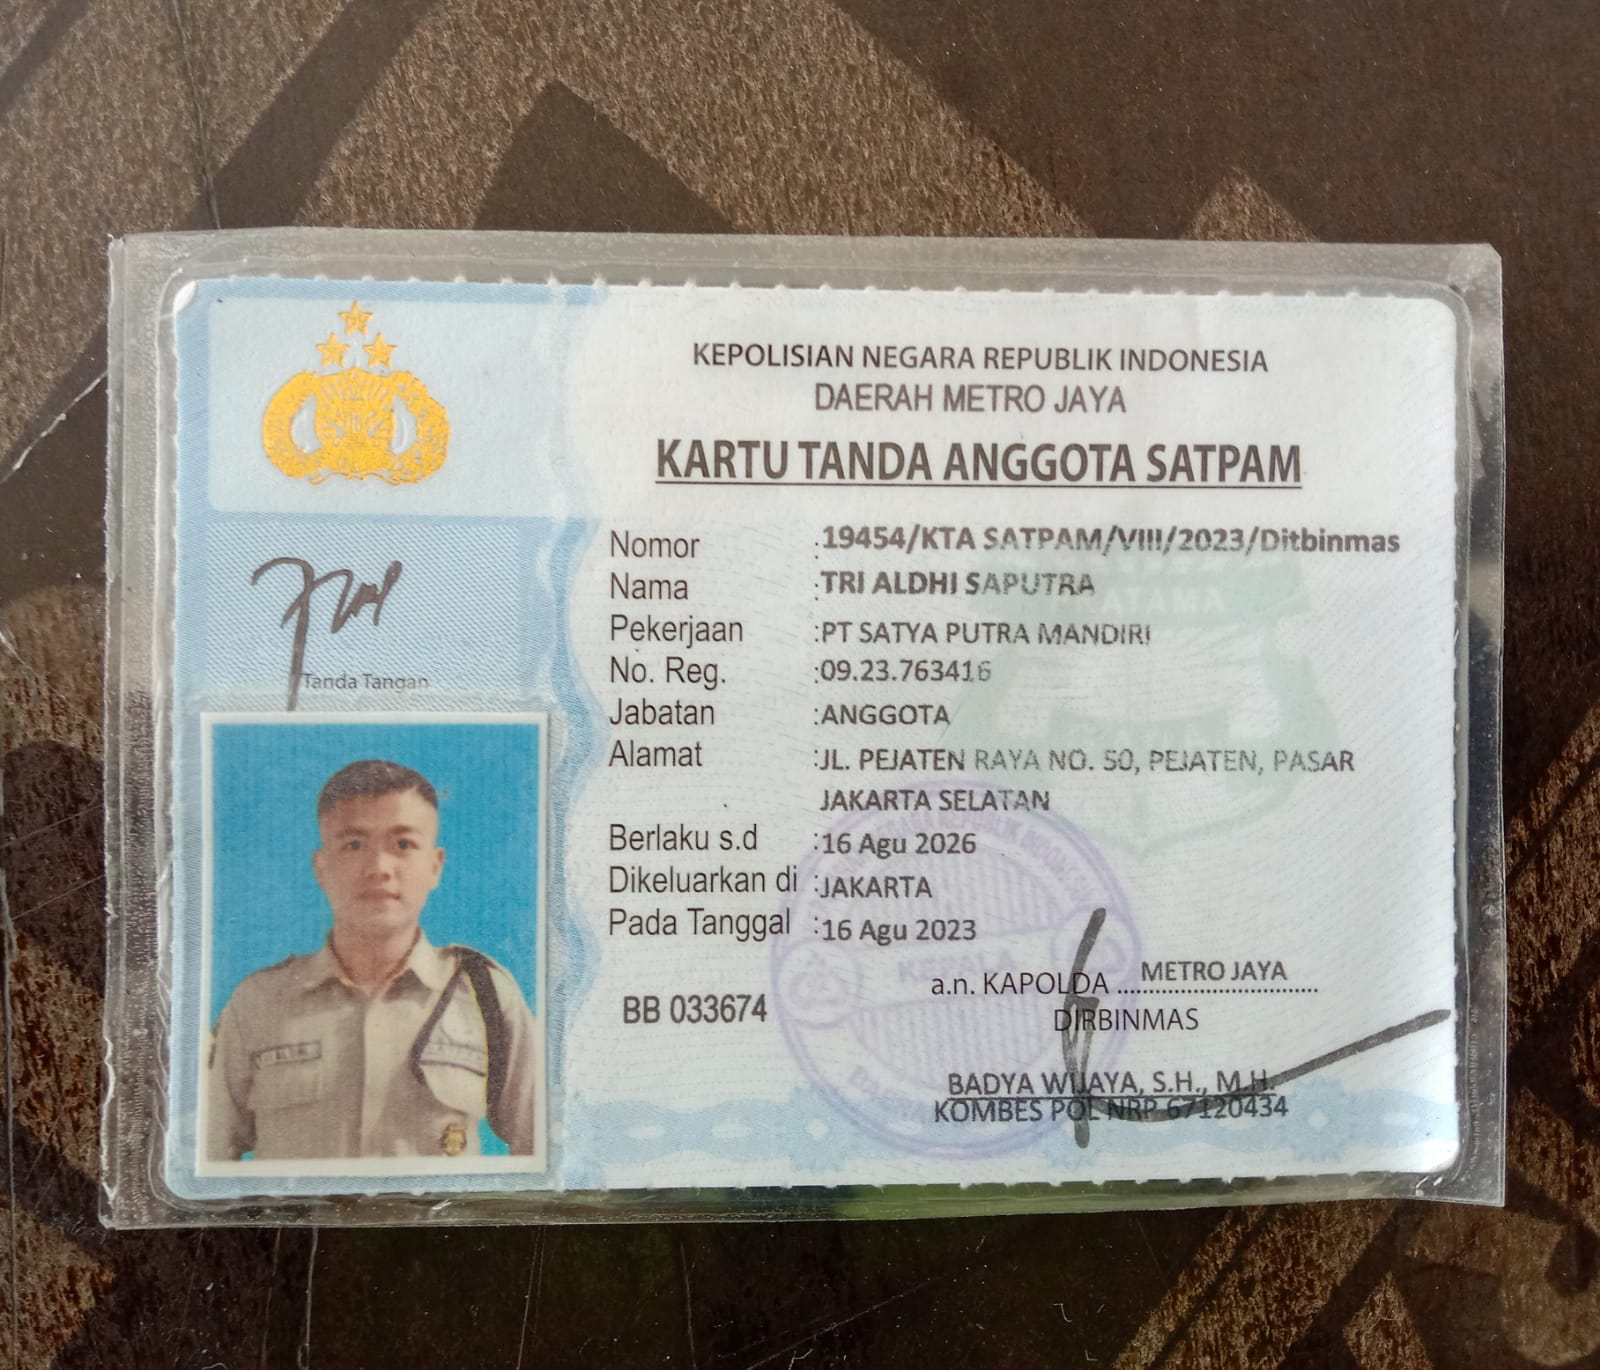 KEPOLISIAN NEGARA REPUBLIK INDONESIA
DAERAH METRO JAYA
KARTU TANDA ANGGOTA SATPAM
Nomor :19454/KTA SATPAM/VIII/2023/Ditbinmas
Nama :TRI ALDHI SAPUTRA
Pekerjaan :PT SATYA PUTRA MANDIRI
No. Reg. :09.23.763416
Jabatan :ANGGOTA
Alamat :JL. PEJATEN RAYA NO. 50, PEJATEN, PASAR
JAKARTA SELATAN
Berlaku s.d :16 Agu 2026
Dikeluarkan di :JAKARTA
Pada Tanggal :16 Agu 2023
Tanda Tangan
BB 033674
a.n. KAPOLDA METRO JAYA
DIRBINMAS
BADYA WIJAYA, S.H., M.H.
KOMBES POL NRP 67120434
KEPALA